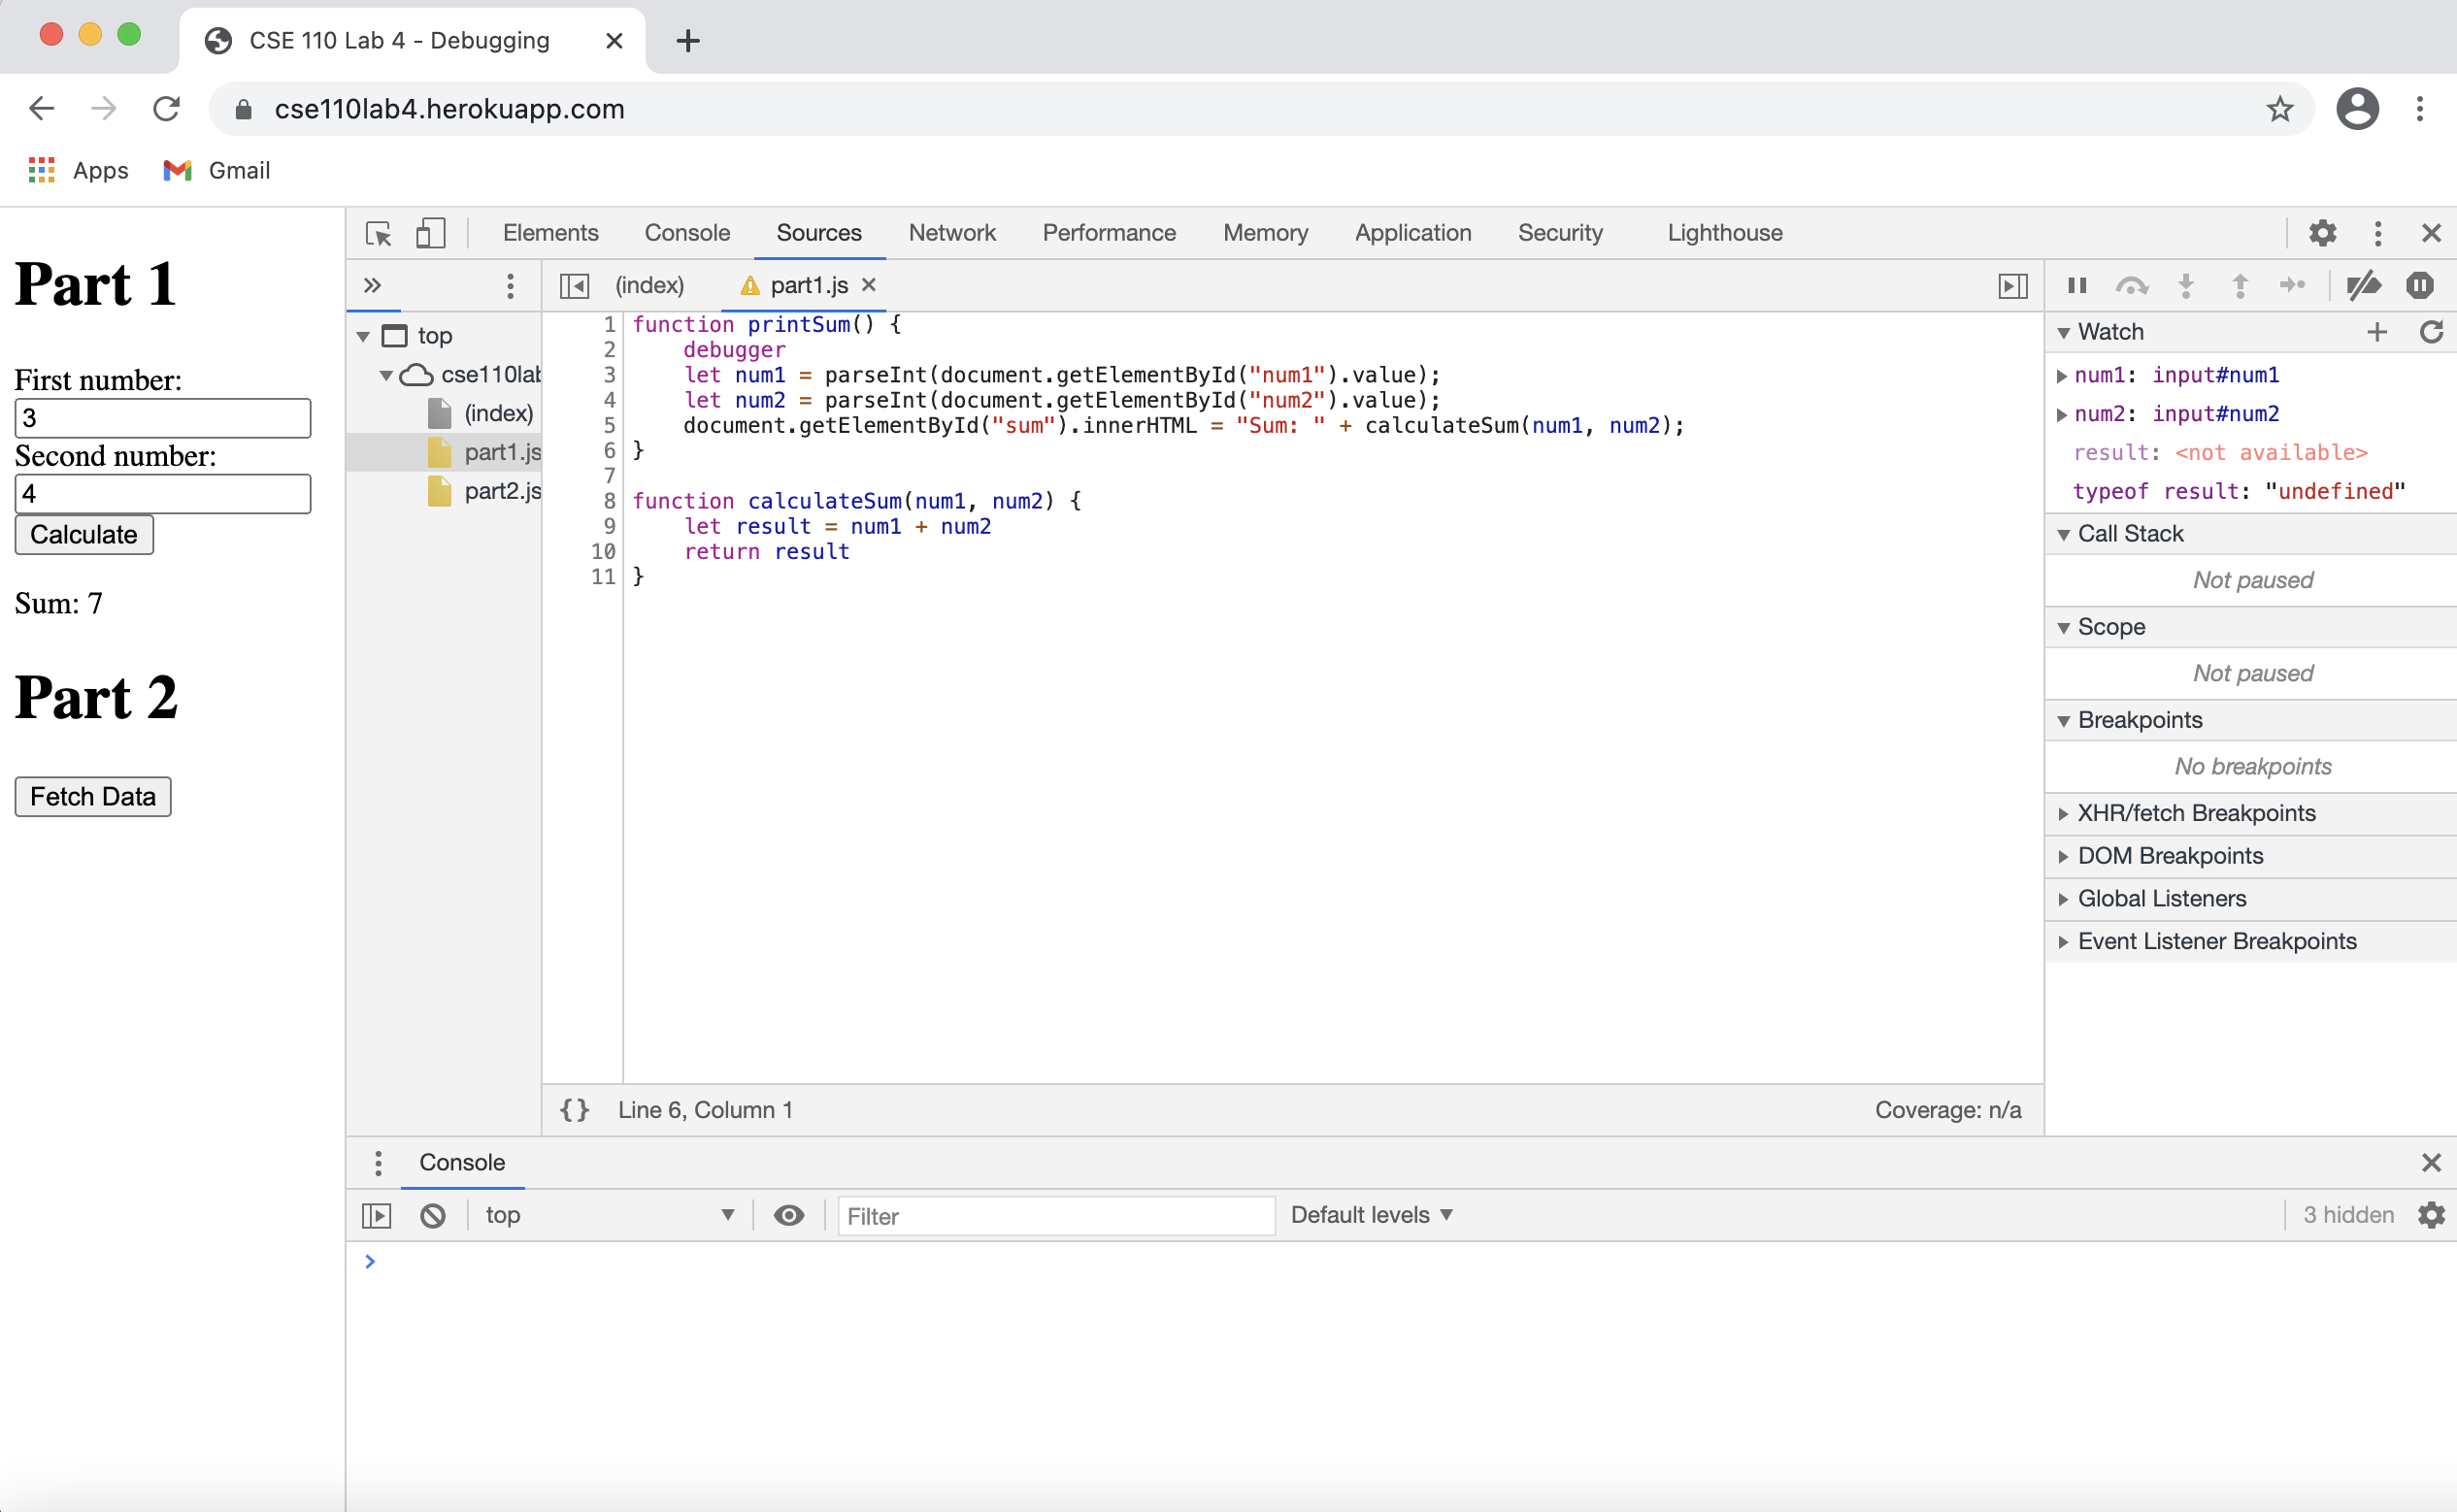 CSE 110 Lab 4 - Debugging
cse110lab4.herokuapp.com
Apps
Gmail
Part 1
First number:
3
Second number:
4
Calculate
Sum: 7
Part 2
Fetch Data
Elements Console Sources Network Performance Memory Application Security Lighthouse
(index) part1.js
top
cse110lab
(index)
part1.js
part2.js
1 function printSum() {
2 debugger
3 let num1 = parseInt(document.getElementById("num1").value);
4 let num2 = parseInt(document.getElementById("num2").value);
5 document.getElementById("sum").innerHTML = "Sum: " + calculateSum(num1, num2);
6 }
7
8 function calculateSum(num1, num2) {
9 let result = num1 + num2
10 return result
11 }
{} Line 6, Column 1
Coverage: n/a
Watch
num1: input#num1
num2: input#num2
result: <not available>
typeof result: "undefined"
Call Stack
Not paused
Scope
Not paused
Breakpoints
No breakpoints
XHR/fetch Breakpoints
DOM Breakpoints
Global Listeners
Event Listener Breakpoints
Console
top
Filter
Default levels
3 hidden